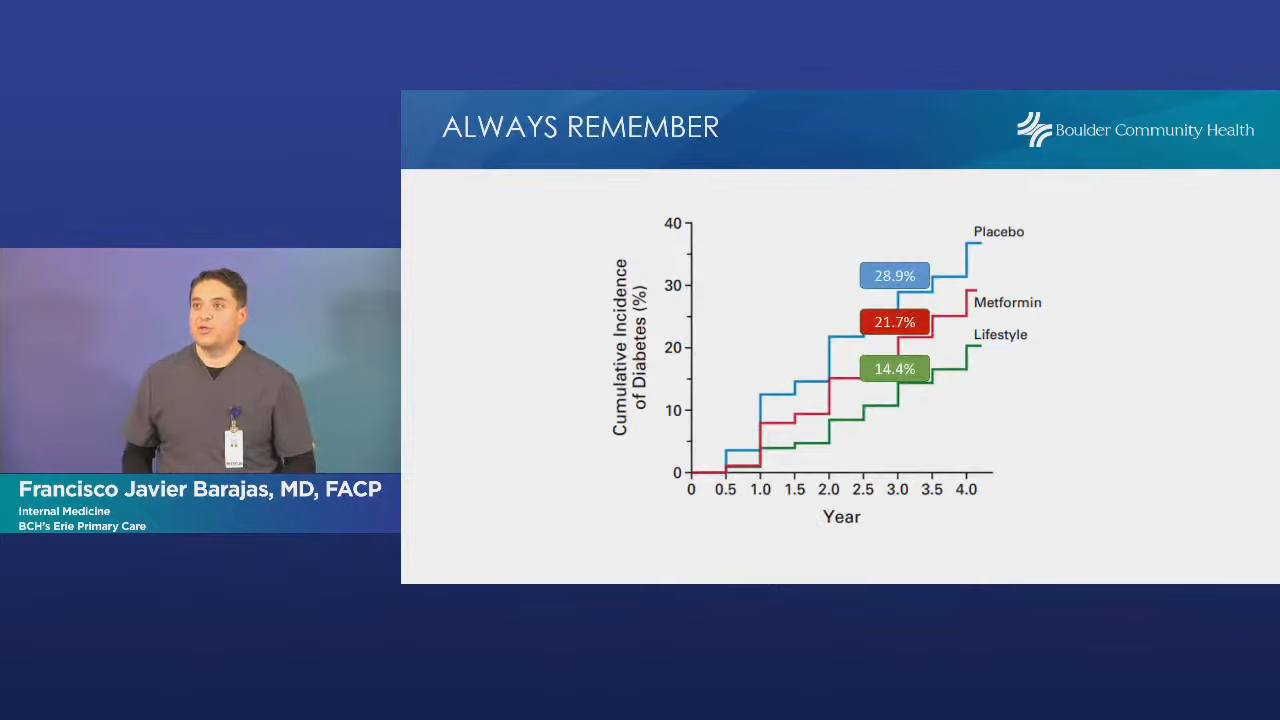 ALWAYS REMEMBER
Boulder Community Health
Cumulative Incidence
of Diabetes (%)
40
30
20
10
0
Placebo
Metformin
Lifestyle
28.9%
21.7%
14.4%
0 0.5 1.0 1.5 2.0 2.5 3.0 3.5 4.0
Year
Francisco Javier Barajas, MD, FACP
Internal Medicine
BCH's Erie Primary Care